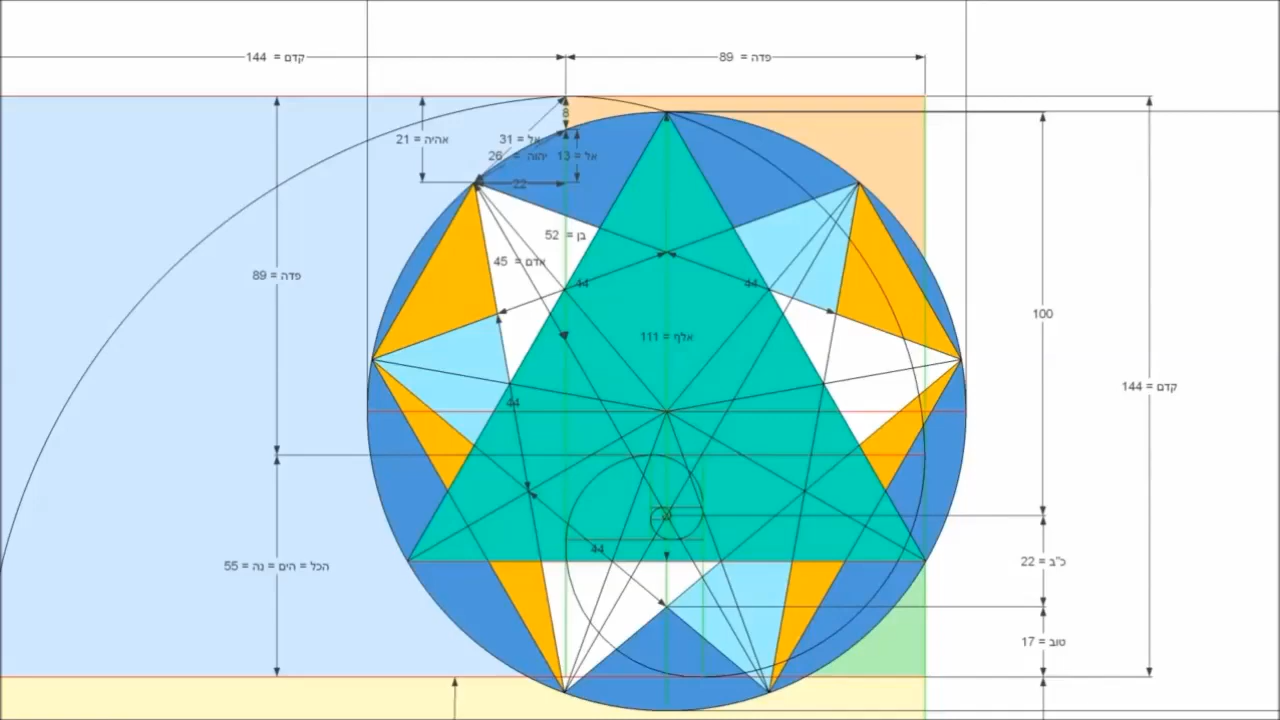 קדם = 144
פדה = 89
8
אהיה = 21
אל = 31
יהוה = 26
אל = 13
22
בן = 52
אדם = 45
פדה = 89
44
44
100
אלף = 111
קדם = 144
44
44
הכל = הים = נה = 55
כ"ב = 22
טוב = 17